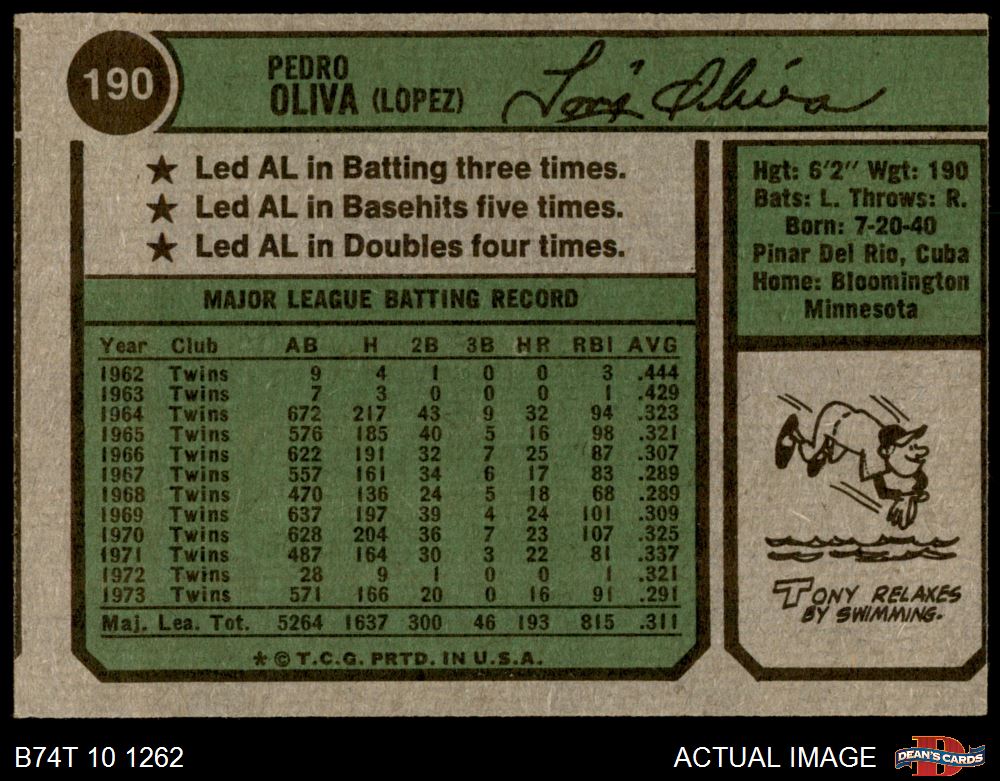 190
PEDRO
OLIVA (LOPEZ)
Tony Oliva
★ Led AL in Batting three times.
★ Led AL in Basehits five times.
★ Led AL in Doubles four times.
MAJOR LEAGUE BATTING RECORD
Year Club AB H 2B 3B HR RBI AVG
1962 Twins 9 4 1 0 0 3 .444
1963 Twins 7 3 0 0 0 1 .429
1964 Twins 672 217 43 9 32 94 .323
1965 Twins 576 185 40 5 16 98 .321
1966 Twins 622 191 32 7 25 87 .307
1967 Twins 557 161 34 6 17 83 .289
1968 Twins 470 136 24 5 18 68 .289
1969 Twins 637 197 39 4 24 101 .309
1970 Twins 628 204 36 7 23 107 .325
1971 Twins 487 164 30 3 22 81 .337
1972 Twins 28 9 1 0 0 1 .321
1973 Twins 571 166 20 0 16 91 .291
Maj. Lea. Tot. 5264 1637 300 46 193 815 .311
* © T.C.G. PRTD. IN U.S.A.
Hgt: 6'2" Wgt: 190
Bats: L. Throws: R.
Born: 7-20-40
Pinar Del Rio, Cuba
Home: Bloomington
Minnesota
TONY RELAXES
BY SWIMMING.
B74T 10 1262
ACTUAL IMAGE
DEAN'S CARDS